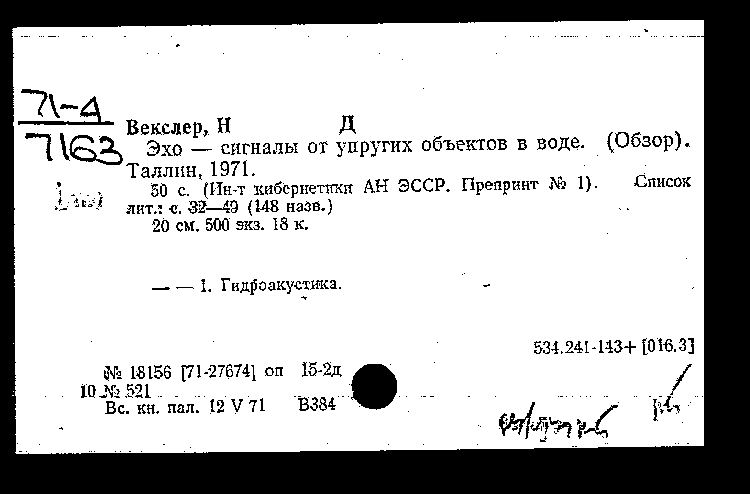 71-4
7163
Векслер, Н Д
Эхо — сигналы от упругих объектов в воде. (Обзор).
Таллин, 1971.
50 с. (Ин-т кибернетики АН ЭССР. Препринт № 1). Список
лит.: с. 32—49 (148 назв.)
20 см. 500 экз. 18 к.
— — 1. Гидроакустика.
534.241-143+ [016.3]
№ 18156 [71-27674] оп 15-2д
10 № 521
Вс. кн. пал. 12 V 71 В384